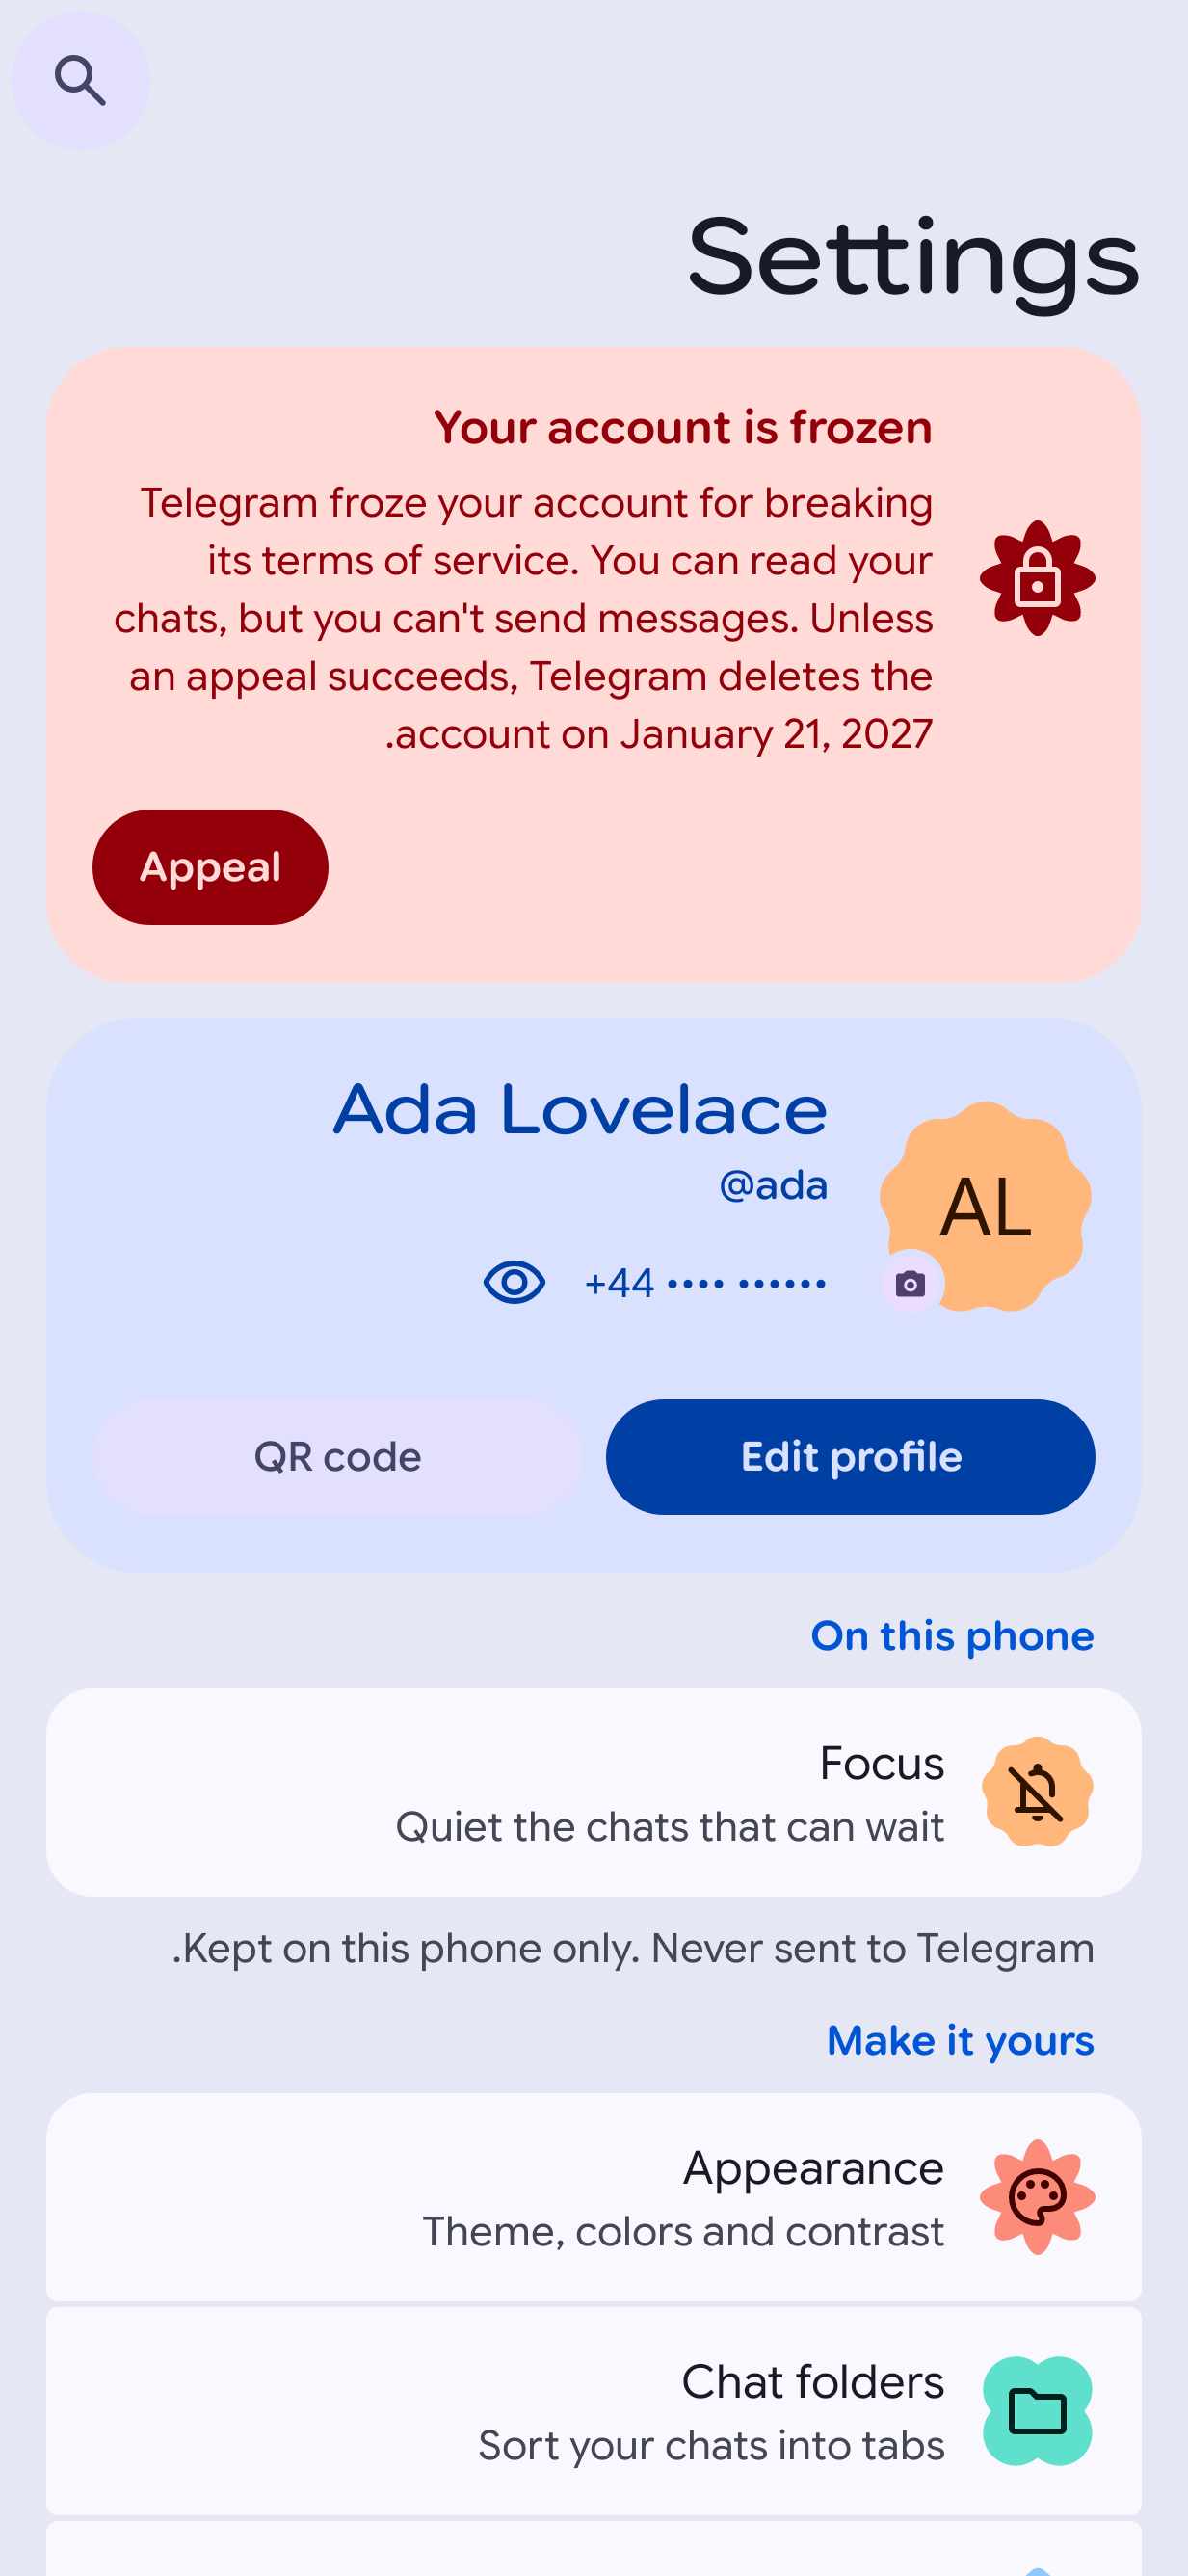 Settings
Your account is frozen
Telegram froze your account for breaking
its terms of service. You can read your
chats, but you can't send messages. Unless
an appeal succeeds, Telegram deletes the
.account on January 21, 2027
Appeal
Ada Lovelace
@ada
AL
+44 •••• ••••••
Edit profile
QR code
On this phone
Focus
Quiet the chats that can wait
.Kept on this phone only. Never sent to Telegram
Make it yours
Appearance
Theme, colors and contrast
Chat folders
Sort your chats into tabs